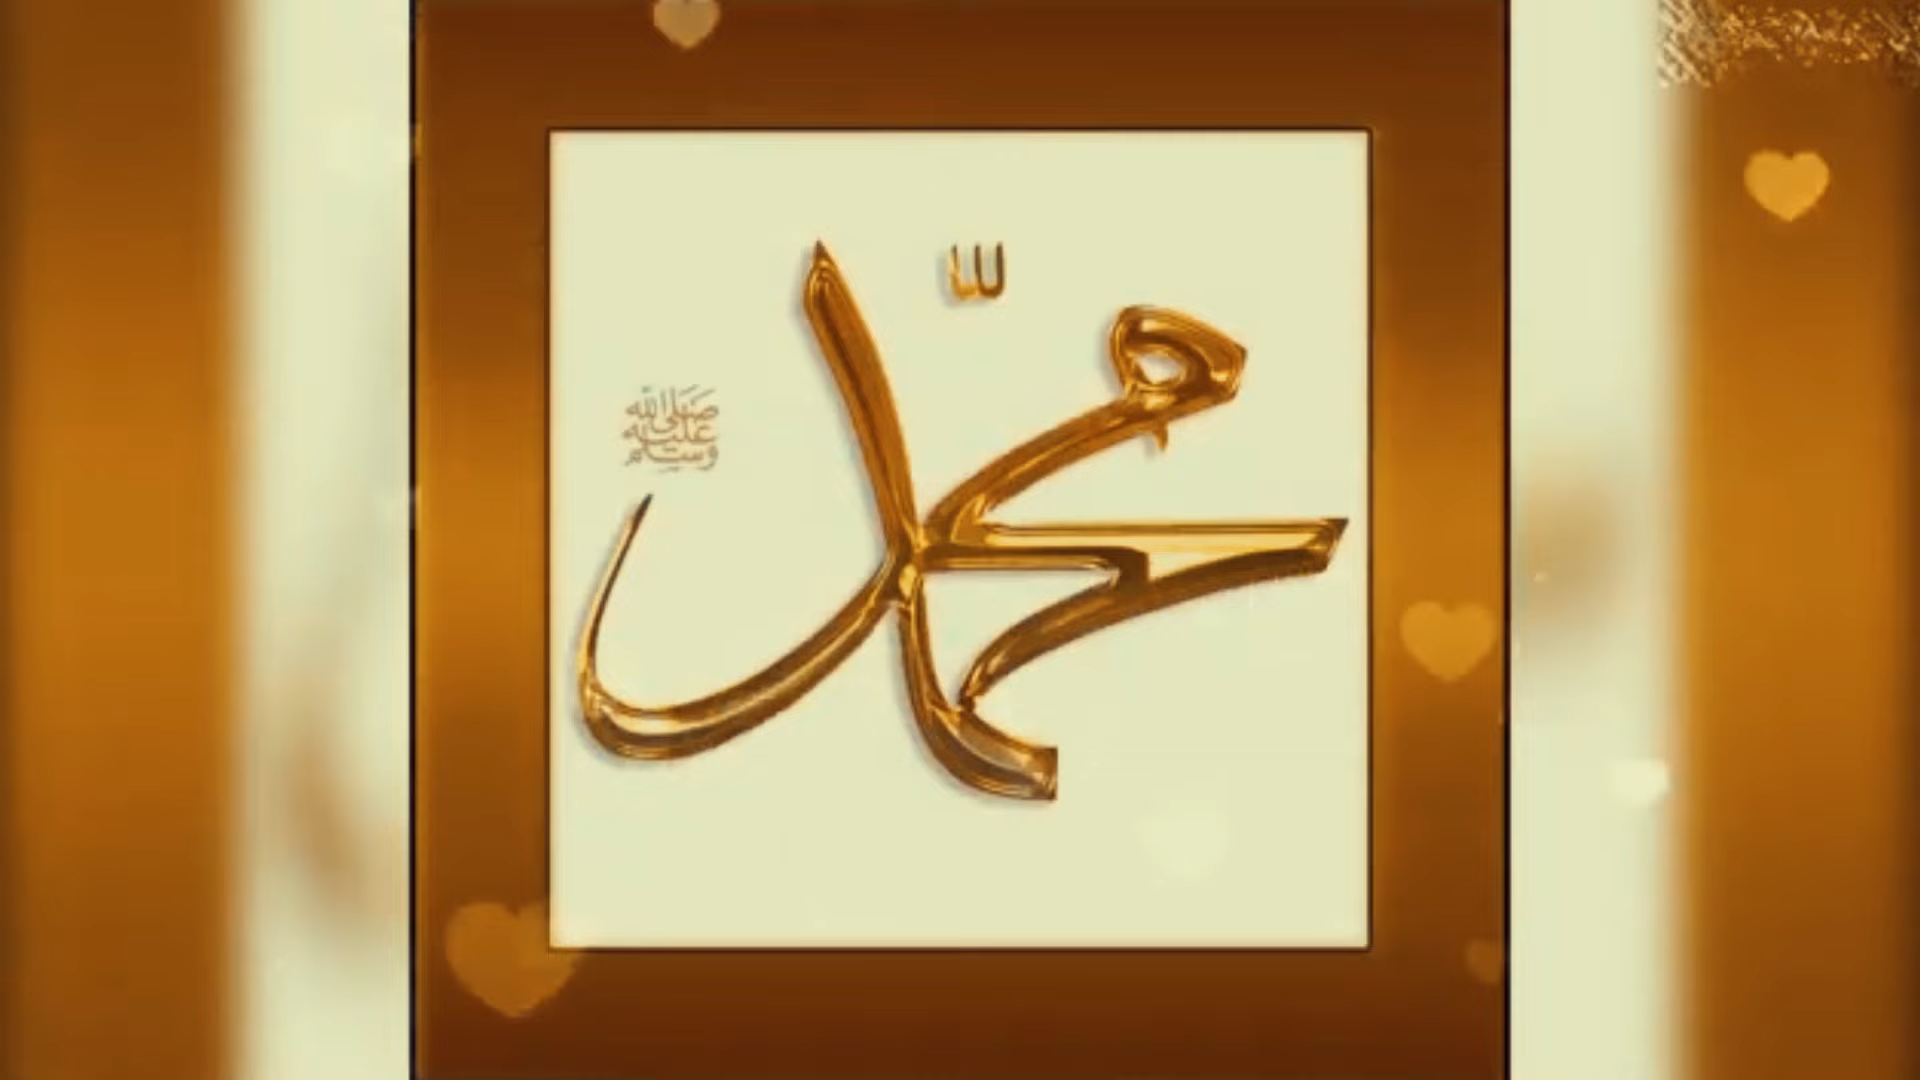 محمد
صلى الله
عليه
وسلم